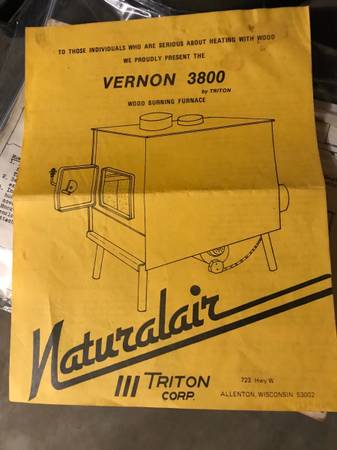 TO THOSE INDIVIDUALS WHO ARE SERIOUS ABOUT HEATING WITH WOOD
WE PROUDLY PRESENT THE
VERNON 3800
by TRITON
WOOD BURNING FURNACE
Naturalair
TRITON
CORP.
722 Hwy W
ALLENTON, WISCONSIN 53002